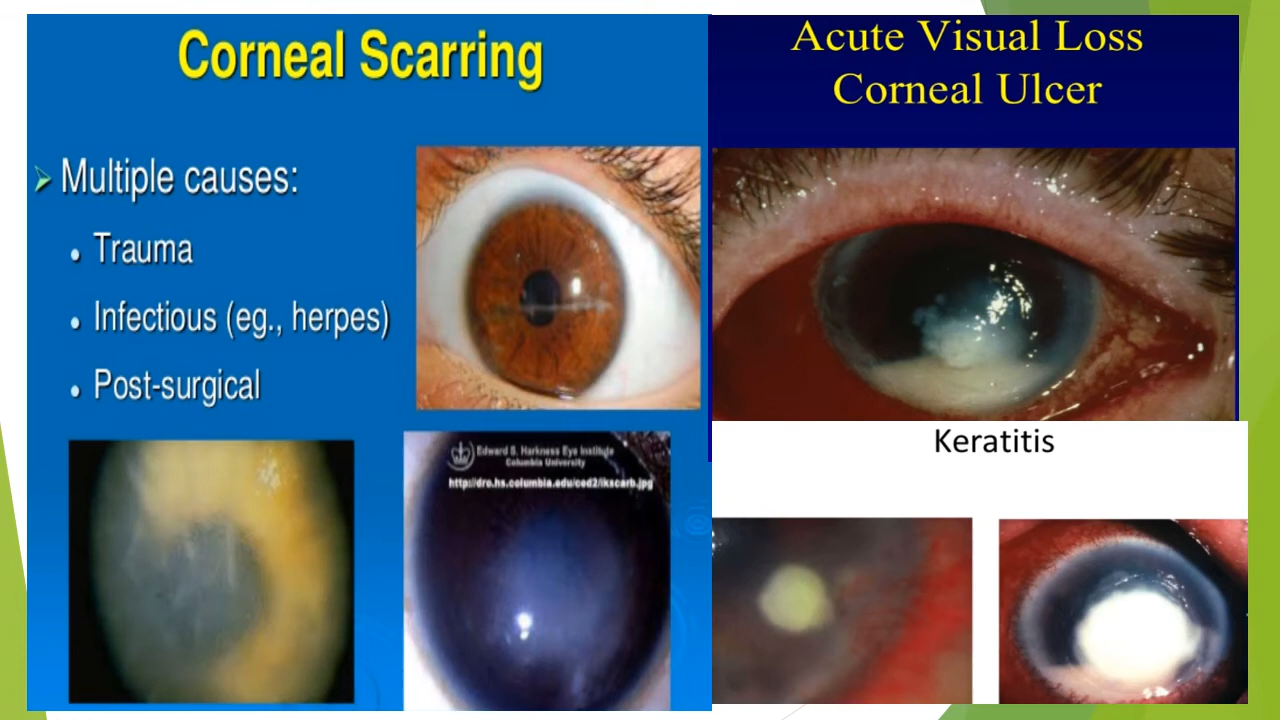 Corneal Scarring
Multiple causes:
Trauma
Infectious (eg., herpes)
Post-surgical
Edward S. Harkness Eye Institute
Columbia University
http://dro.hs.columbia.edu/ced2/ikscarb.jpg
Acute Visual Loss
Corneal Ulcer
Keratitis